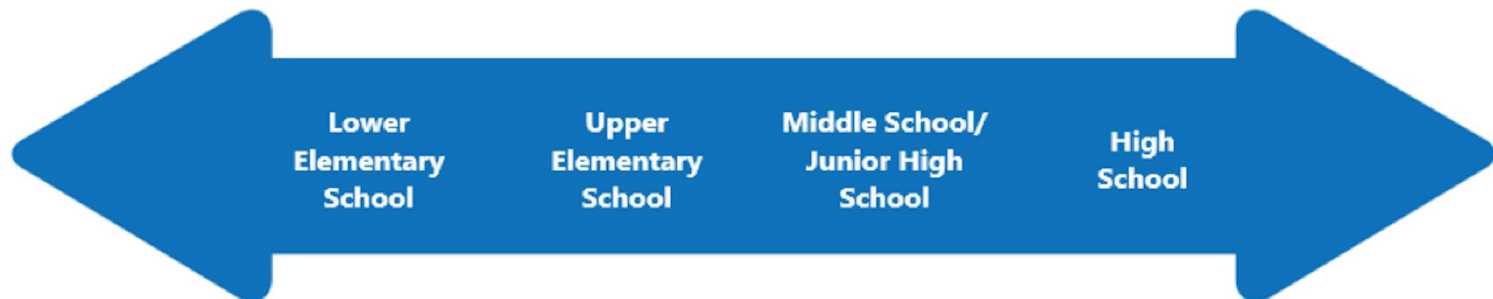 Lower
Elementary
School
Upper
Elementary
School
Middle School/
Junior High
School
High
School